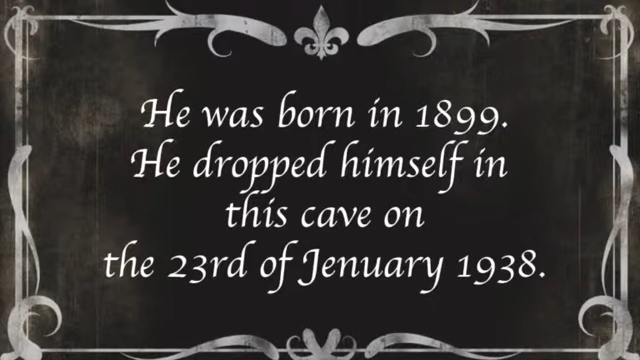 He was born in 1899.
He dropped himself in
this cave on
the 23rd of Jenuary 1938.